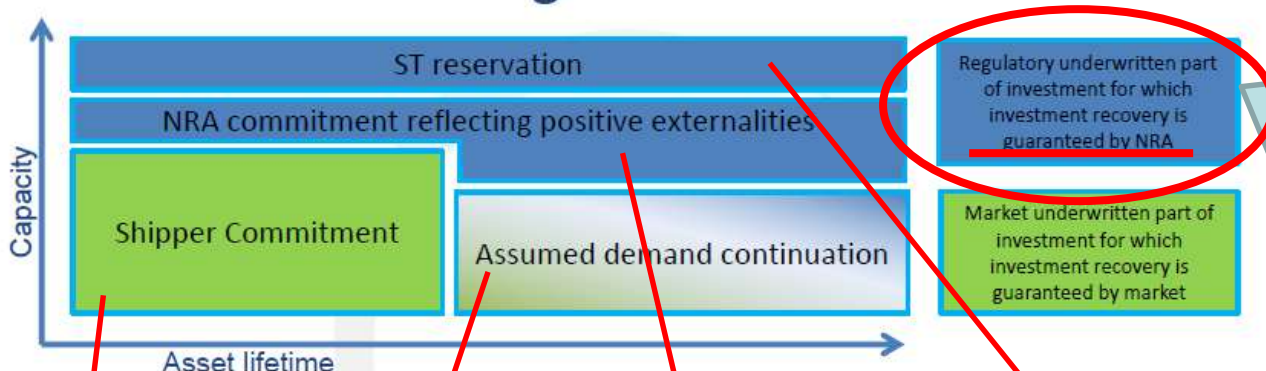 ST reservation
NRA commitment reflecting positive externalities
Shipper Commitment
Assumed demand continuation
Capacity
Asset lifetime
Regulatory underwritten part
of investment for which
investment recovery is
guaranteed by NRA
Market underwritten part of
investment for which
investment recovery is
guaranteed by market